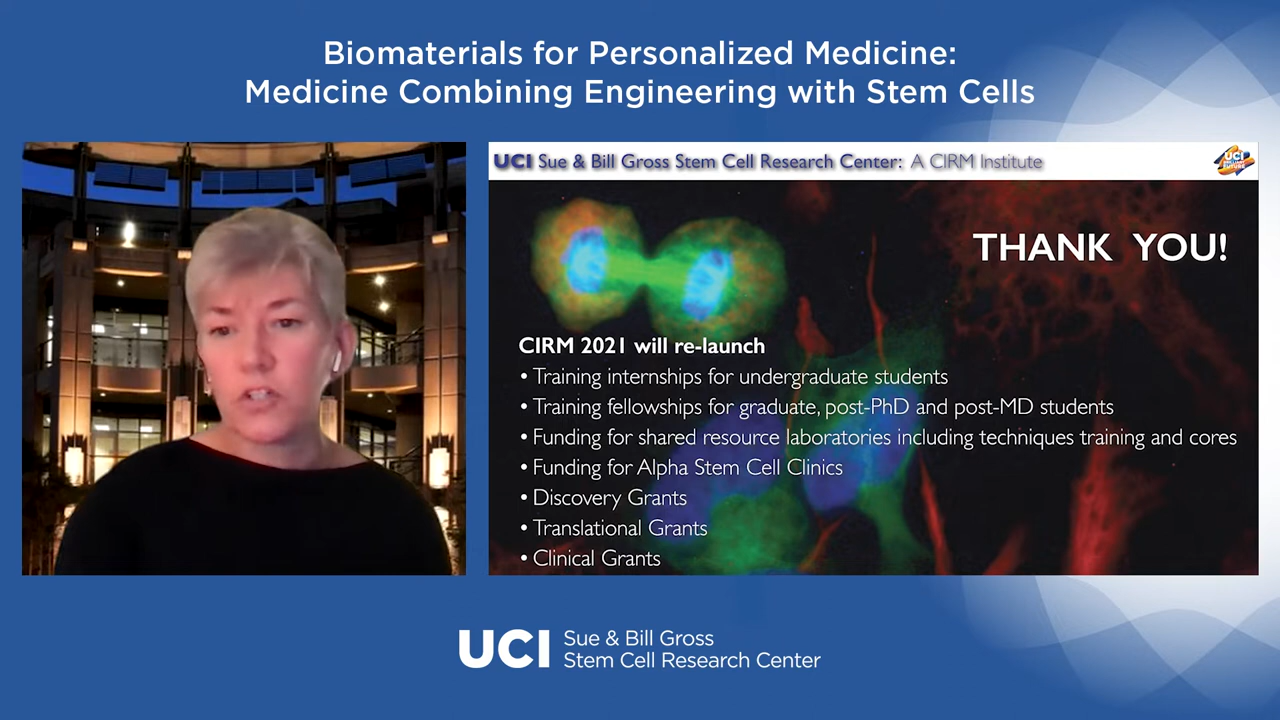 Biomaterials for Personalized Medicine:
Medicine Combining Engineering with Stem Cells
UCI Sue & Bill Gross Stem Cell Research Center: A CIRM Institute
UCI
BRILLIANT
FUTURE
THANK YOU!
CIRM 2021 will re-launch
• Training internships for undergraduate students
• Training fellowships for graduate, post-PhD and post-MD students
• Funding for shared resource laboratories including techniques training and cores
• Funding for Alpha Stem Cell Clinics
• Discovery Grants
• Translational Grants
• Clinical Grants
UCI Sue & Bill Gross
Stem Cell Research Center